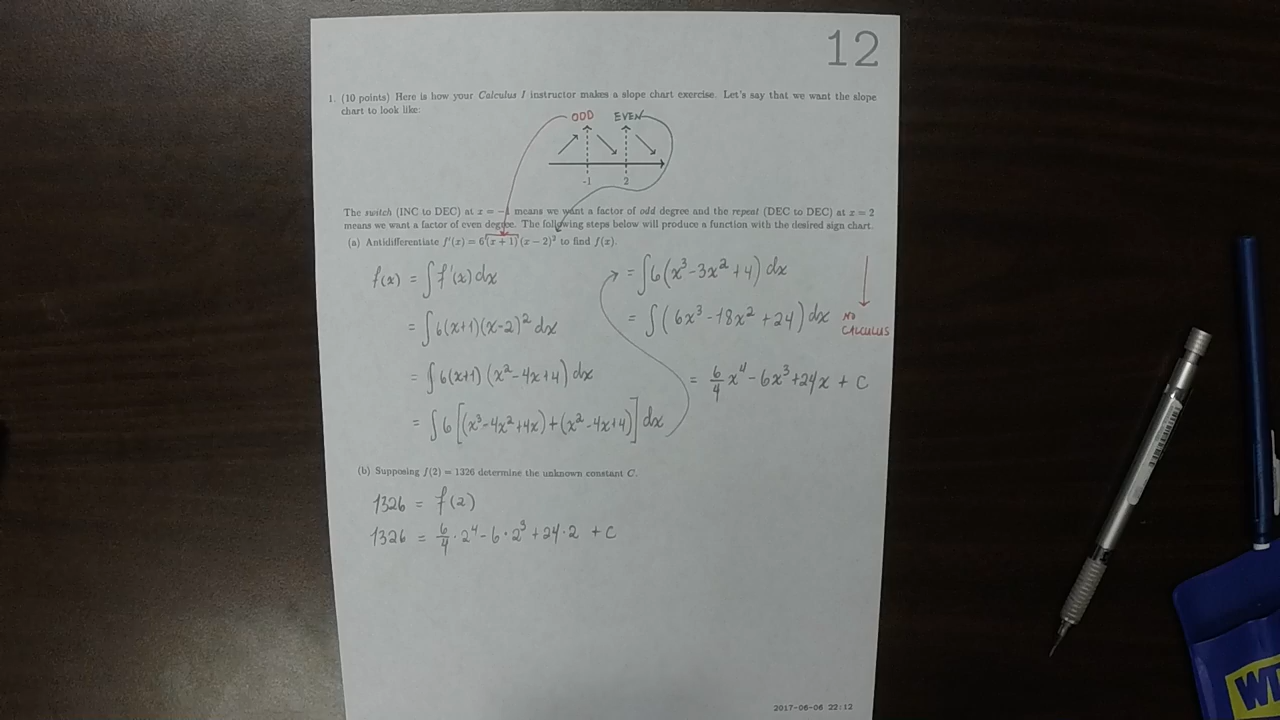 12
1. (10 points) Here is how your Calculus I instructor makes a slope chart exercise. Let's say that we want the slope
chart to look like:
ODD EVEN
-1 2
The switch (INC to DEC) at x = -1 means we want a factor of odd degree and the repeat (DEC to DEC) at x = 2
means we want a factor of even degree. The following steps below will produce a function with the desired sign chart.
(a) Antidifferentiate f'(x) = 6(x + 1)(x − 2)² to find f(x).
f(x) = ∫ f'(x) dx
= ∫ 6(x+1)(x-2)² dx
= ∫ 6(x+1) (x²-4x+4) dx
= ∫ 6 [(x³-4x²+4x)+(x²-4x+4)] dx
= ∫ 6 (x³-3x²+4) dx
= ∫ (6x³-18x²+24) dx
NO
CALCULUS
= 6/4 x⁴ - 6x³ + 24x + C
(b) Supposing f(2) = 1326 determine the unknown constant C.
1326 = f(2)
1326 = 6/4 · 2⁴ - 6 · 2³ + 24 · 2 + C
2017-06-06 22:12